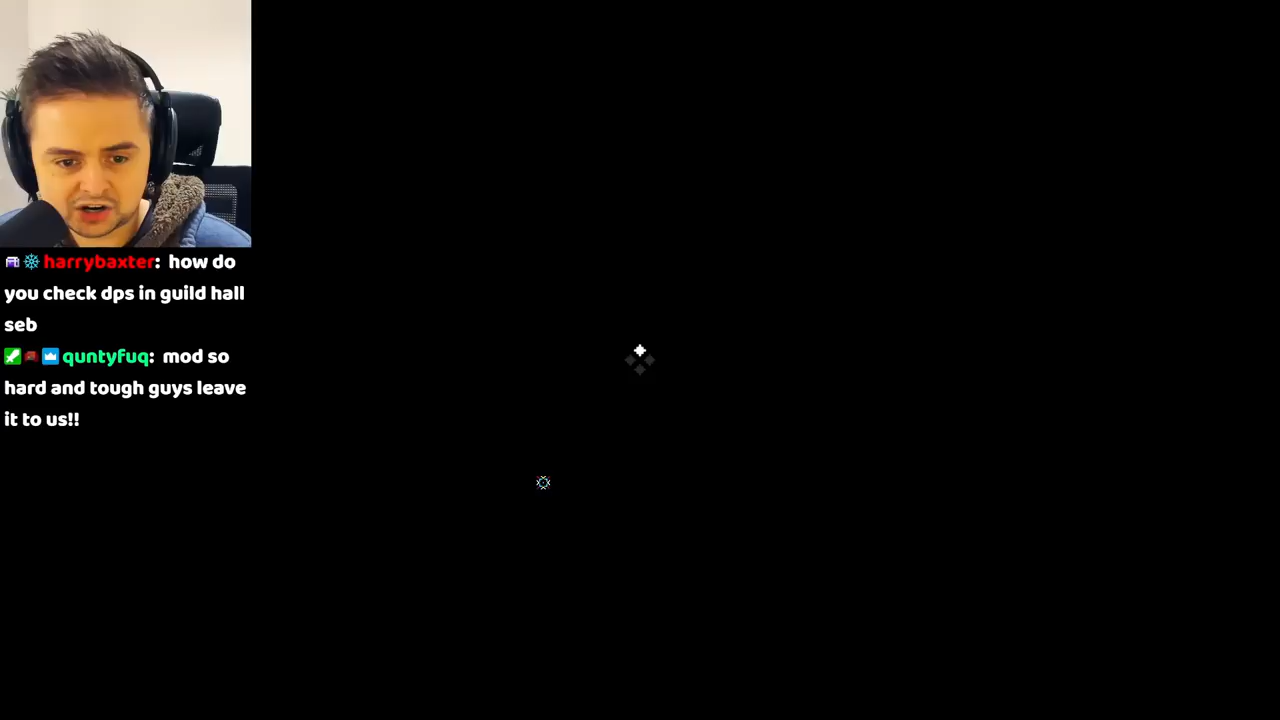 harrybaxter: how do
you check dps in guild hall
seb
quntyfuq: mod so
hard and tough guys leave
it to us!!